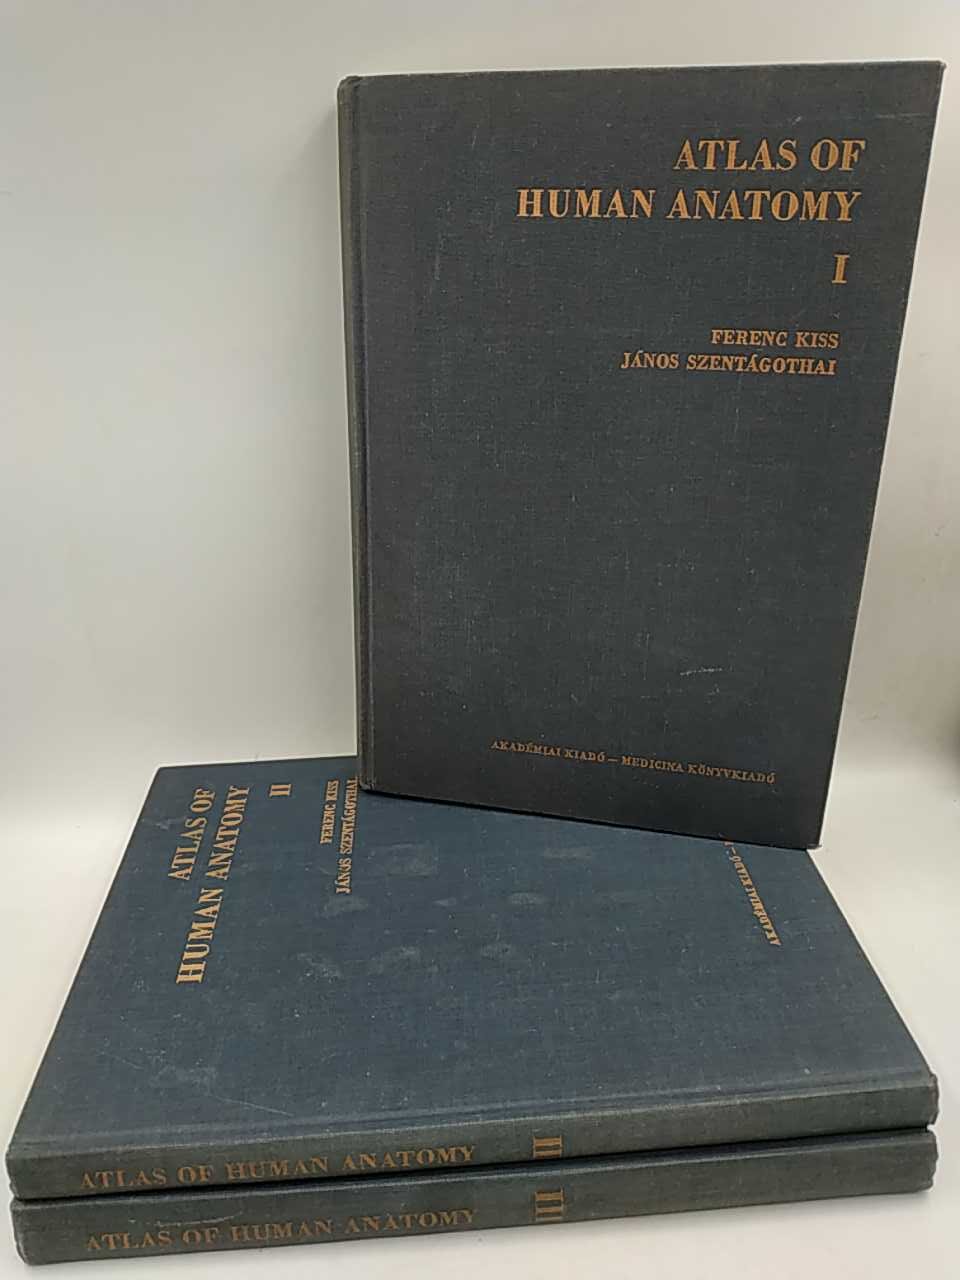 ATLAS OF
HUMAN ANATOMY
I
FERENC KISS
JÁNOS SZENTÁGOTHAI
AKADÉMIAI KIADÓ – MEDICINA KÖNYVKIADÓ
ATLAS OF
HUMAN ANATOMY
II
FERENC KISS
JÁNOS SZENTÁGOTHAI
AKADÉMIAI KIADÓ –
ATLAS OF HUMAN ANATOMY II
ATLAS OF HUMAN ANATOMY III